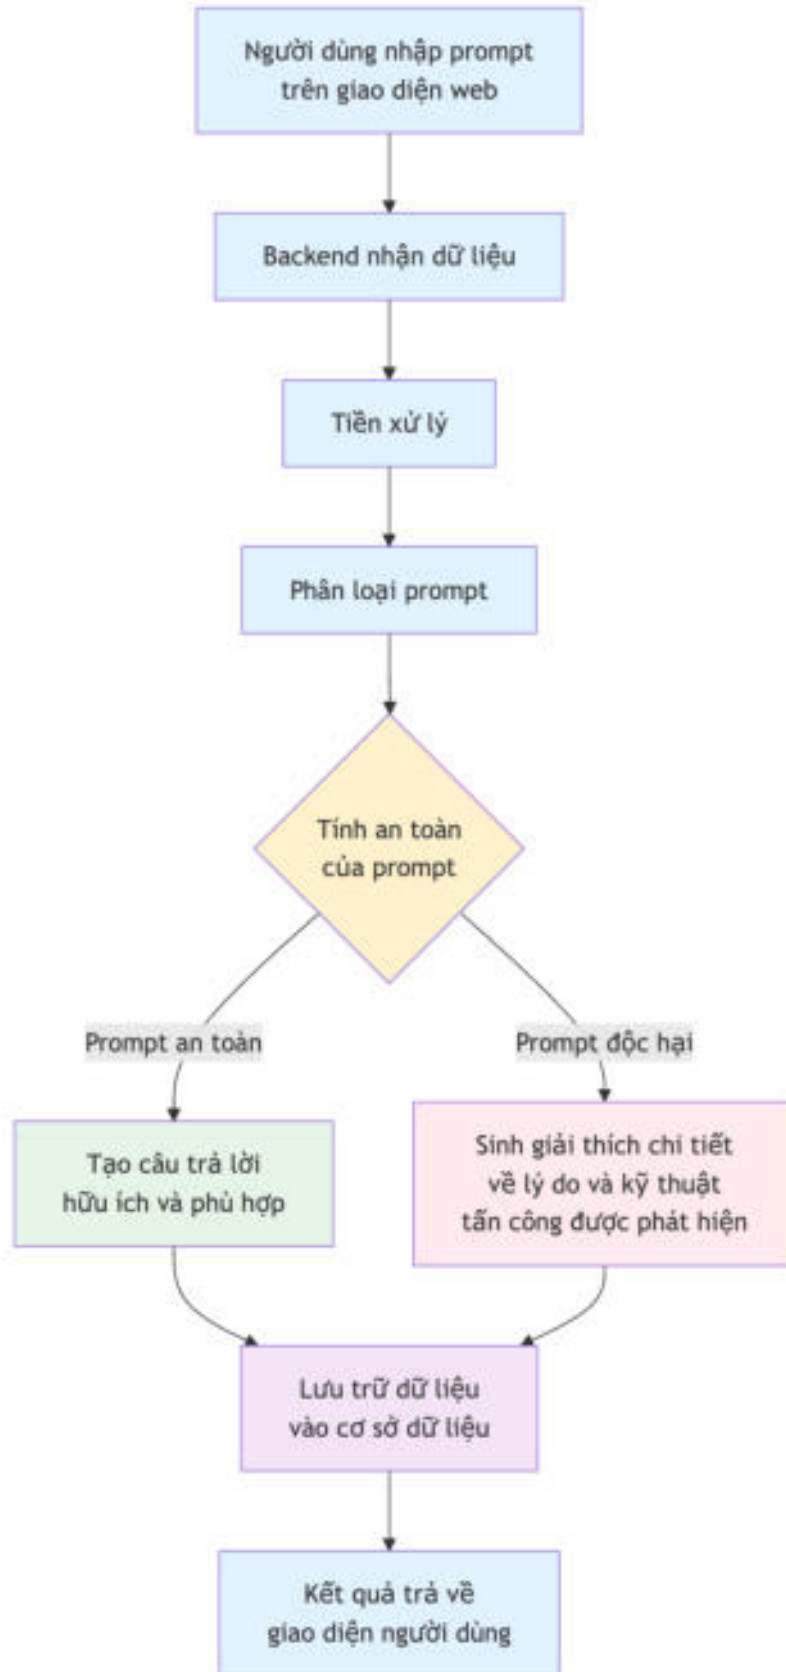 Người dùng nhập prompt
trên giao diện web
Backend nhận dữ liệu
Tiền xử lý
Phân loại prompt
Tính an toàn
của prompt
Prompt an toàn
Prompt độc hại
Tạo câu trả lời
hữu ích và phù hợp
Sinh giải thích chi tiết
về lý do và kỹ thuật
tấn công được phát hiện
Lưu trữ dữ liệu
vào cơ sở dữ liệu
Kết quả trả về
giao diện người dùng